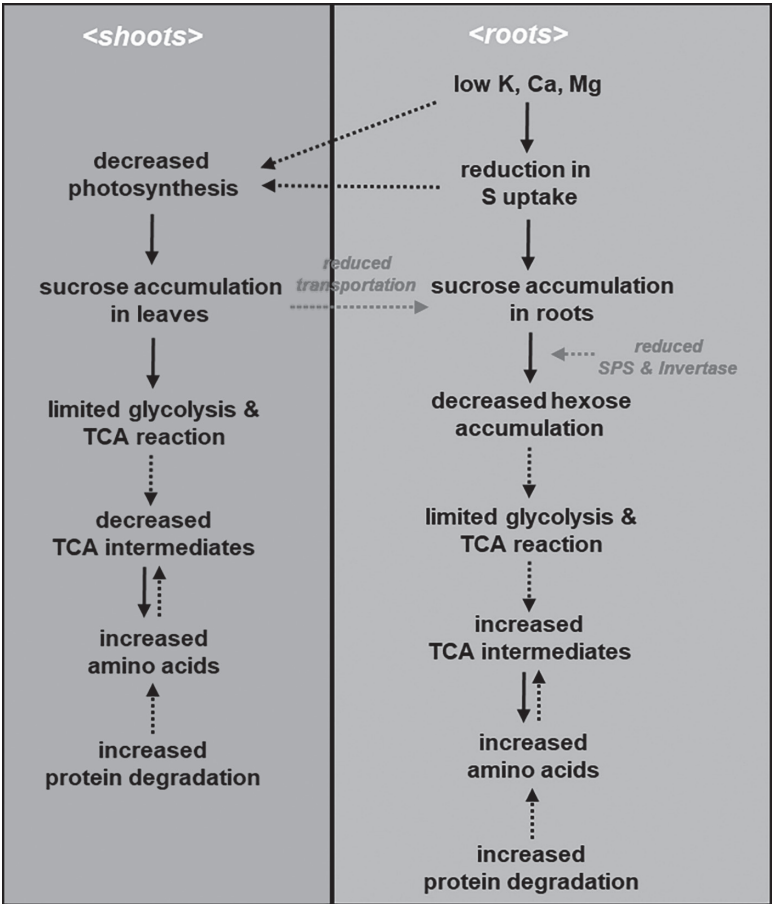 <shoots>
decreased
photosynthesis
sucrose accumulation
in leaves
limited glycolysis &
TCA reaction
decreased
TCA intermediates
increased
amino acids
increased
protein degradation
reduced
transportation
<roots>
low K, Ca, Mg
reduction in
S uptake
sucrose accumulation
in roots
reduced
SPS & Invertase
decreased hexose
accumulation
limited glycolysis &
TCA reaction
increased
TCA intermediates
increased
amino acids
increased
protein degradation